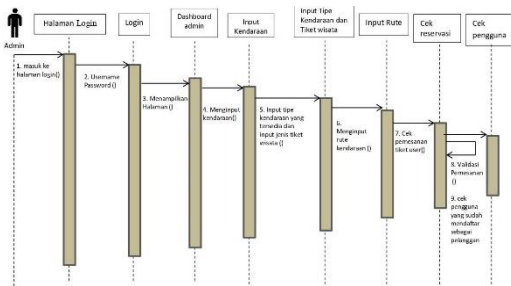 Halaman Login
Login
Dashboard
admin
Input
Kendaraan
Input Tipe
Kendaraan dan
Tiket wisata
Input Rute
Cek
reservasi
Cek
pengguna
Admin
1. masuk ke
halaman login()
2. Username
Password()
3. Menampilkan
Halaman ()
4. Menginput
kendaraan()
5. Input tipe
kendaraan yang
tersedia dan
input jenis tiket
wisata ()
6.
Menginput
rute
kendaraan()
7. Cek
pemesanan
tiket user()
8. Validasi
Pemesanan
()
9. cek
pengguna
yang sudah
mendaftar
sebagai
pelanggan